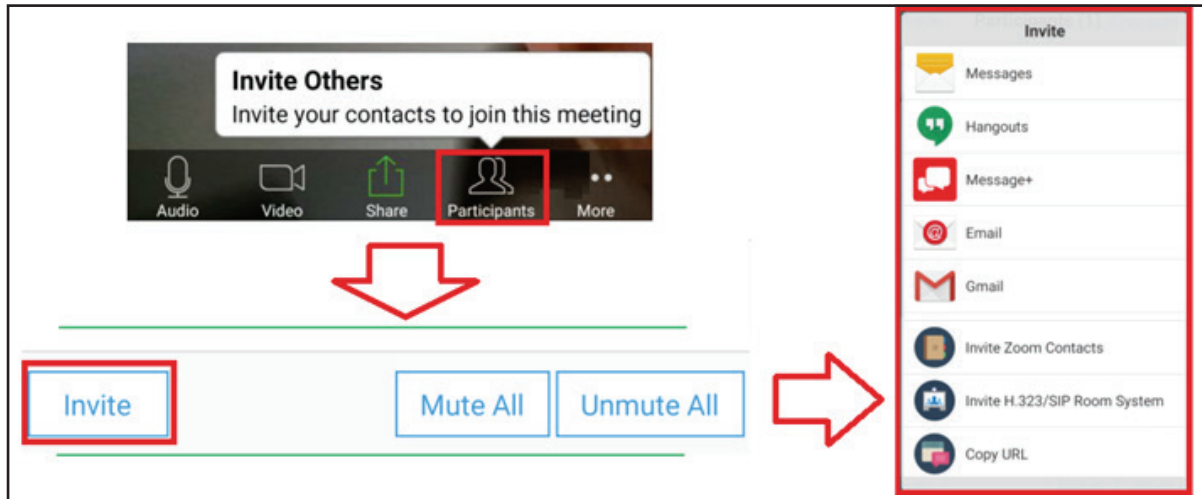 Invite Others
Invite your contacts to join this meeting
Audio
Video
Share
Participants
More
Invite
Mute All
Unmute All
Invite
Messages
Hangouts
Message+
Email
Gmail
Invite Zoom Contacts
Invite H.323/SIP Room System
Copy URL